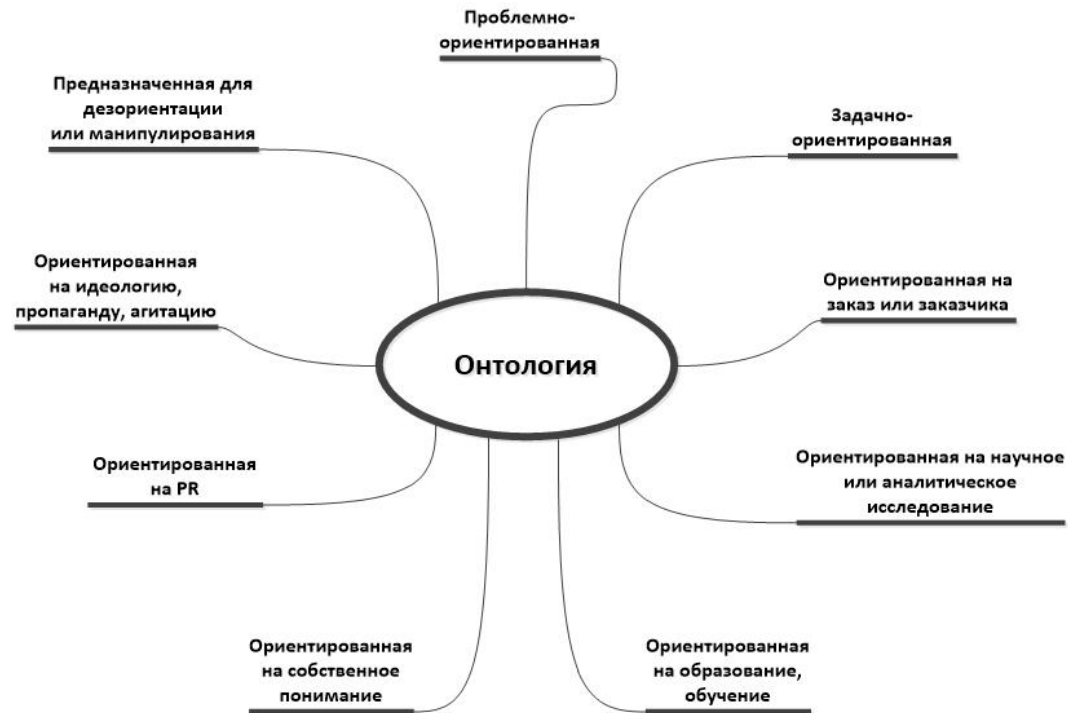 Проблемно-
ориентированная
Предназначенная для
дезориентации
или манипулирования
Задачно-
ориентированная
Ориентированная
на идеологию,
пропаганду, агитацию
Ориентированная на
заказ или заказчика
Онтология
Ориентированная
на PR
Ориентированная на научное
или аналитическое
исследование
Ориентированная
на собственное
понимание
Ориентированная
на образование,
обучение